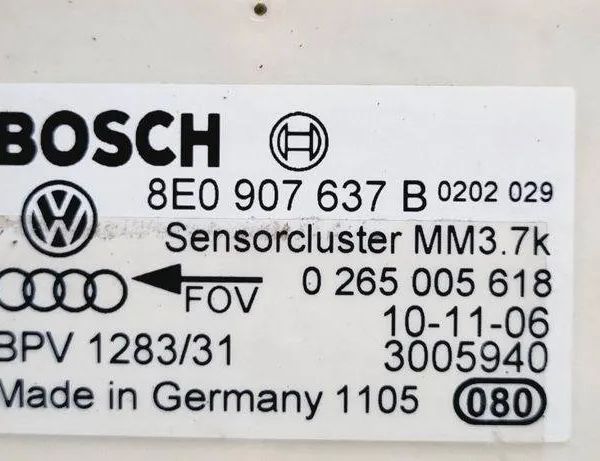 BOSCH
8E0 907 637 B 0202 029
Sensorcluster MM3.7k
FOV 0 265 005 618
10-11-06
BPV 1283/31 3005940
Made in Germany 1105 080